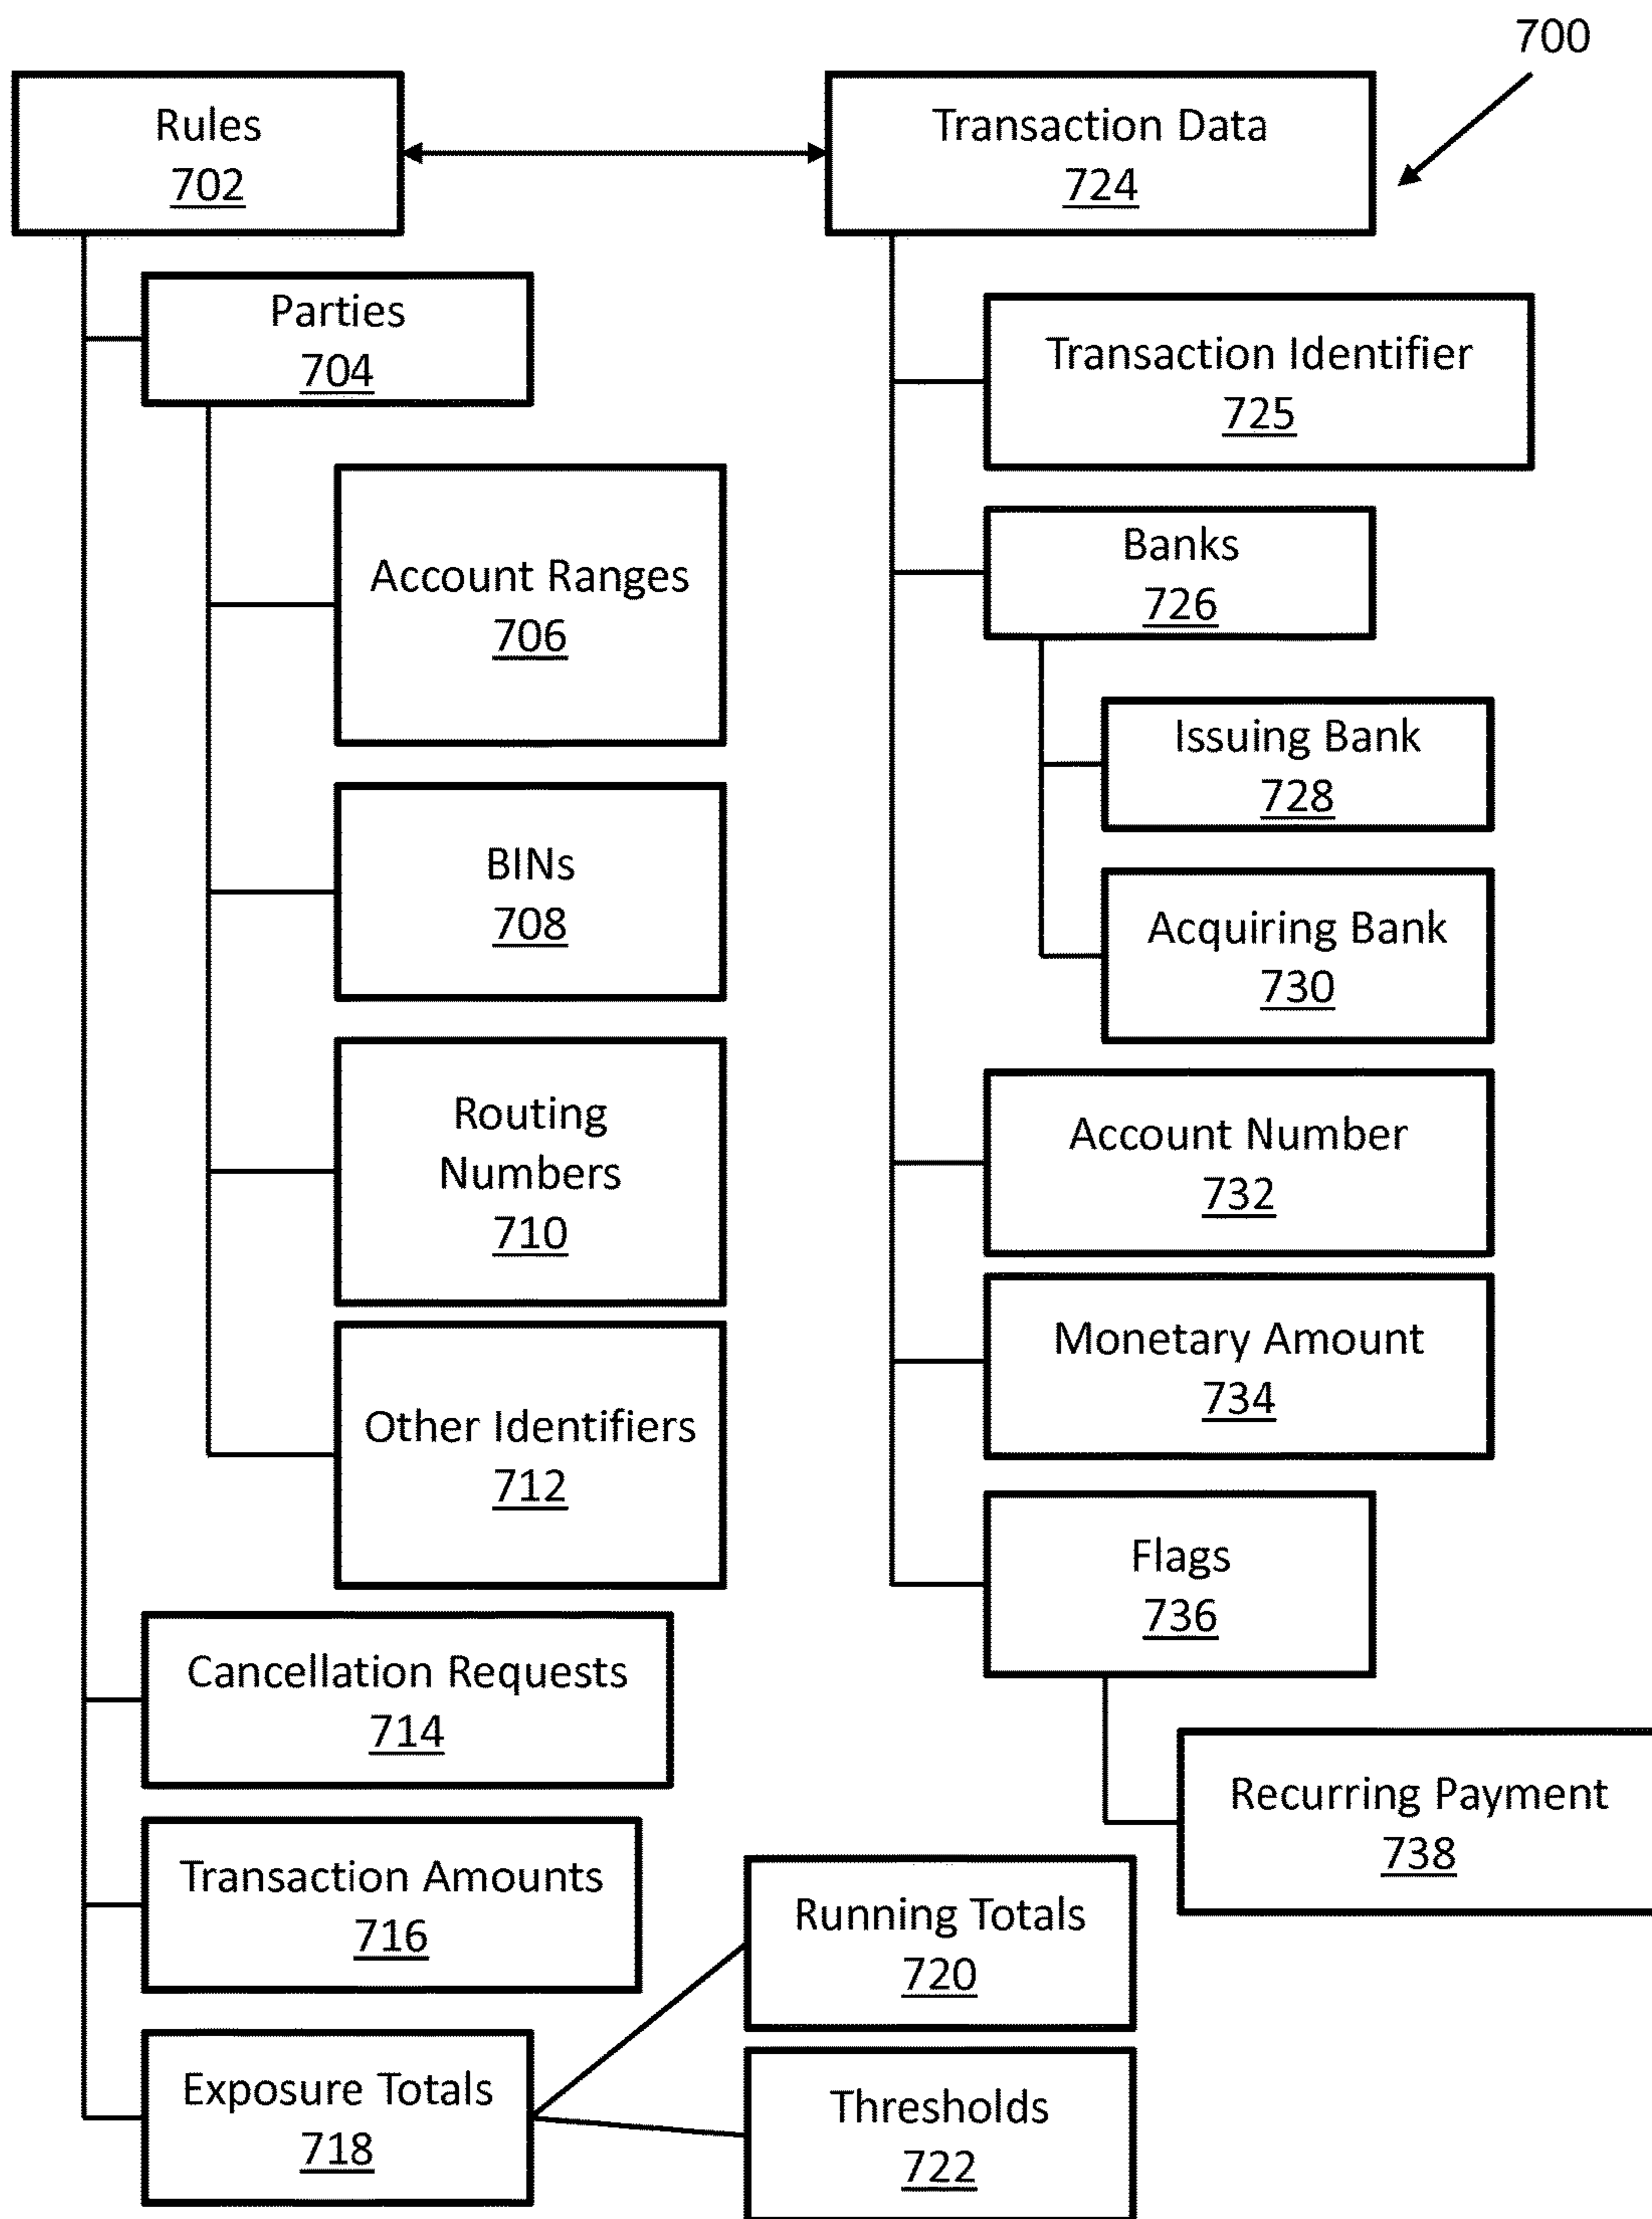 700
Rules
702
Transaction Data
724
Parties
704
Transaction Identifier
725
Account Ranges
706
Banks
726
Issuing Bank
728
BINs
708
Acquiring Bank
730
Routing
Numbers
710
Account Number
732
Monetary Amount
734
Other Identifiers
712
Flags
736
Cancellation Requests
714
Recurring Payment
738
Transaction Amounts
716
Running Totals
720
Exposure Totals
718
Thresholds
722